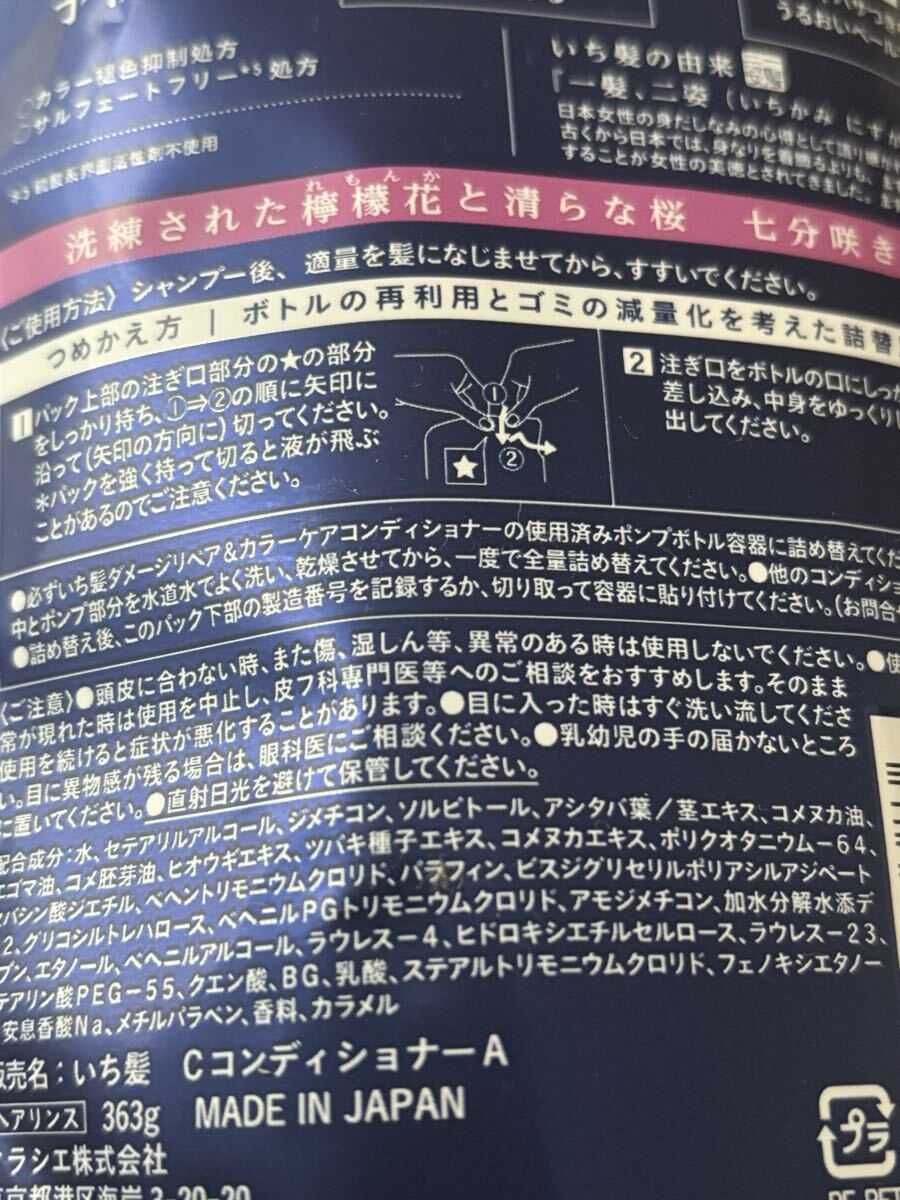 ○カラー褪色抑制処方
○サルフェートフリー*5処方
*5 硫酸系界面活性剤不使用
うるおいベール
いち髪の由来
「一髪、二姿（いちかみ にすが
日本女性の身だしなみの心得として語り継が
古くから日本では、身なりを着飾るよりも、ま
することが女性の美徳とされてきました。
れもんか
洗練された檸檬花と清らな桜　七分咲き
〈ご使用方法〉シャンプー後、適量を髪になじませてから、すすいでください。
つめかえ方 | ボトルの再利用とゴミの減量化を考えた詰替
1 パック上部の注ぎ口部分の★の部分
をしっかり持ち、①⇒②の順に矢印に
沿って(矢印の方向に)切ってください。
*パックを強く持って切ると液が飛ぶ
ことがあるのでご注意ください。
① ② ★
2 注ぎ口をボトルの口にしっか
差し込み、中身をゆっくり
出してください。
●必ずいち髪ダメージリペア&カラーケアコンディショナーの使用済みポンプボトル容器に詰め替えてくだ
中とポンプ部分を水道水でよく洗い、乾燥させてから、一度で全量詰め替えてください。●他のコンディショ
●詰め替え後、このパック下部の製造番号を記録するか、切り取って容器に貼り付けてください。(お問合せ
〈ご注意〉●頭皮に合わない時、また傷、湿しん等、異常のある時は使用しないでください。●使
常が現れた時は使用を中止し、皮フ科専門医等へのご相談をおすすめします。そのまま
使用を続けると症状が悪化することがあります。●目に入った時はすぐ洗い流してくださ
い。目に異物感が残る場合は、眼科医にご相談ください。●乳幼児の手の届かないところ
に置いてください。●直射日光を避けて保管してください。
配合成分:水、セテアリルアルコール、ジメチコン、ソルビトール、アシタバ葉/茎エキス、コメヌカ油、
エゴマ油、コメ胚芽油、ヒオウギエキス、ツバキ種子エキス、コメヌカエキス、ポリクオタニウム-64、
セバシン酸ジエチル、ベヘントリモニウムクロリド、パラフィン、ビスジグリセリルポリアシルアジペート
2、グリコシルトレハロース、ベヘニルPGトリモニウムクロリド、アモジメチコン、加水分解水添デ
プン、エタノール、ベヘニルアルコール、ラウレス-4、ヒドロキシエチルセルロース、ラウレス-23、
テアリン酸PEG-55、クエン酸、BG、乳酸、ステアルトリモニウムクロリド、フェノキシエタノー
安息香酸Na、メチルパラベン、香料、カラメル
販売名:いち髪　CコンディショナーA
ヘアリンス 363g　MADE IN JAPAN
クラシエ株式会社
東京都港区海岸3-20-20
プラ